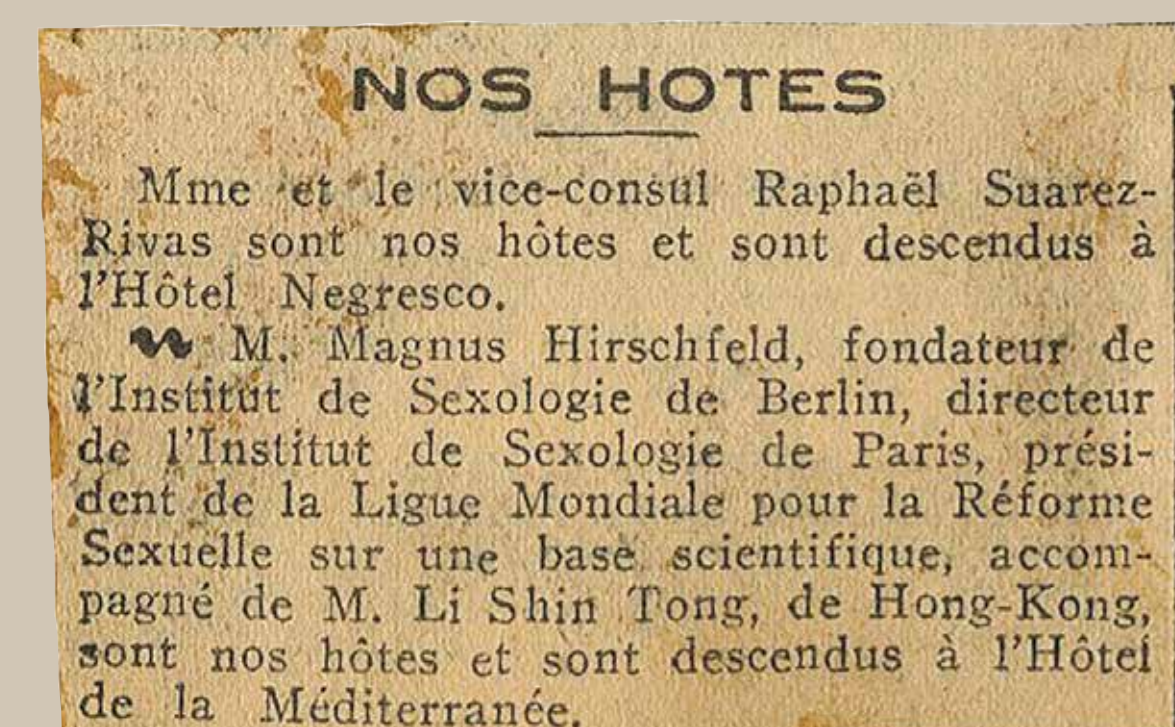 NOS HOTES
Mme et le vice-consul Raphaël Suarez-
Rivas sont nos hôtes et sont descendus à
l'Hôtel Negresco.
M. Magnus Hirschfeld, fondateur de
l'Institut de Sexologie de Berlin, directeur
de l'Institut de Sexologie de Paris, prési-
dent de la Ligue Mondiale pour la Réforme
Sexuelle sur une base scientifique, accom-
pagné de M. Li Shin Tong, de Hong-Kong,
sont nos hôtes et sont descendus à l'Hôtel
de la Méditerranée.